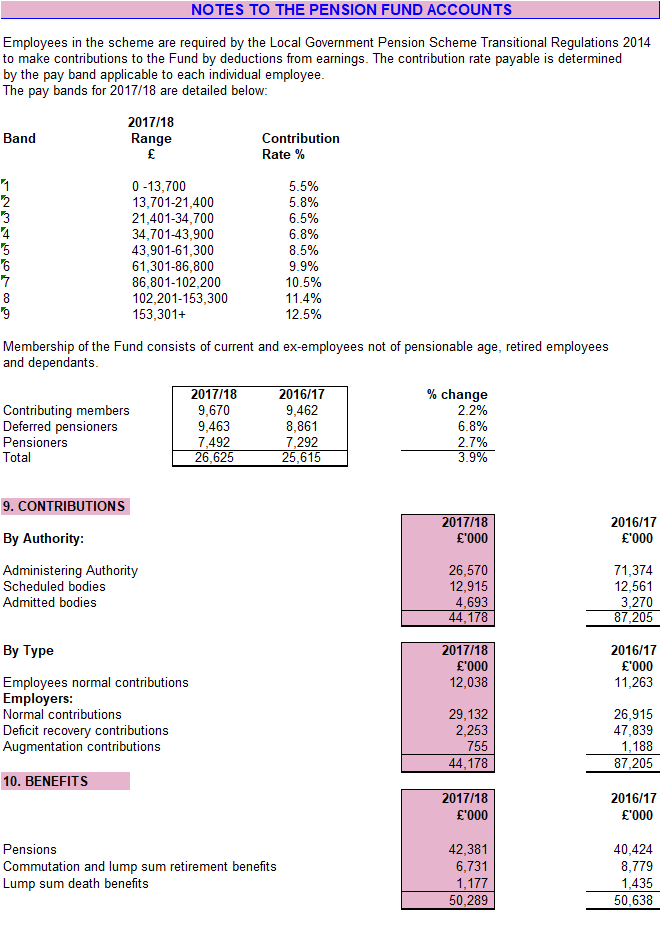 NOTES TO THE PENSION FUND ACCOUNTS
Employees in the scheme are required by the Local Government Pension Scheme Transitional Regulations 2014
to make contributions to the Fund by deductions from earnings. The contribution rate payable is determined
by the pay band applicable to each individual employee.
The pay bands for 2017/18 are detailed below:
2017/18
Band Range Contribution
£ Rate %
1 0 -13,700 5.5%
2 13,701-21,400 5.8%
3 21,401-34,700 6.5%
4 34,701-43,900 6.8%
5 43,901-61,300 8.5%
6 61,301-86,800 9.9%
7 86,801-102,200 10.5%
8 102,201-153,300 11.4%
9 153,301+ 12.5%
Membership of the Fund consists of current and ex-employees not of pensionable age, retired employees
and dependants.
2017/18 2016/17 % change
Contributing members 9,670 9,462 2.2%
Deferred pensioners 9,463 8,861 6.8%
Pensioners 7,492 7,292 2.7%
Total 26,625 25,615 3.9%
9. CONTRIBUTIONS
2017/18 2016/17
By Authority: £'000 £'000
Administering Authority 26,570 71,374
Scheduled bodies 12,915 12,561
Admitted bodies 4,693 3,270
44,178 87,205
By Type 2017/18 2016/17
£'000 £'000
Employees normal contributions 12,038 11,263
Employers:
Normal contributions 29,132 26,915
Deficit recovery contributions 2,253 47,839
Augmentation contributions 755 1,188
44,178 87,205
10. BENEFITS
2017/18 2016/17
£'000 £'000
Pensions 42,381 40,424
Commutation and lump sum retirement benefits 6,731 8,779
Lump sum death benefits 1,177 1,435
50,289 50,638